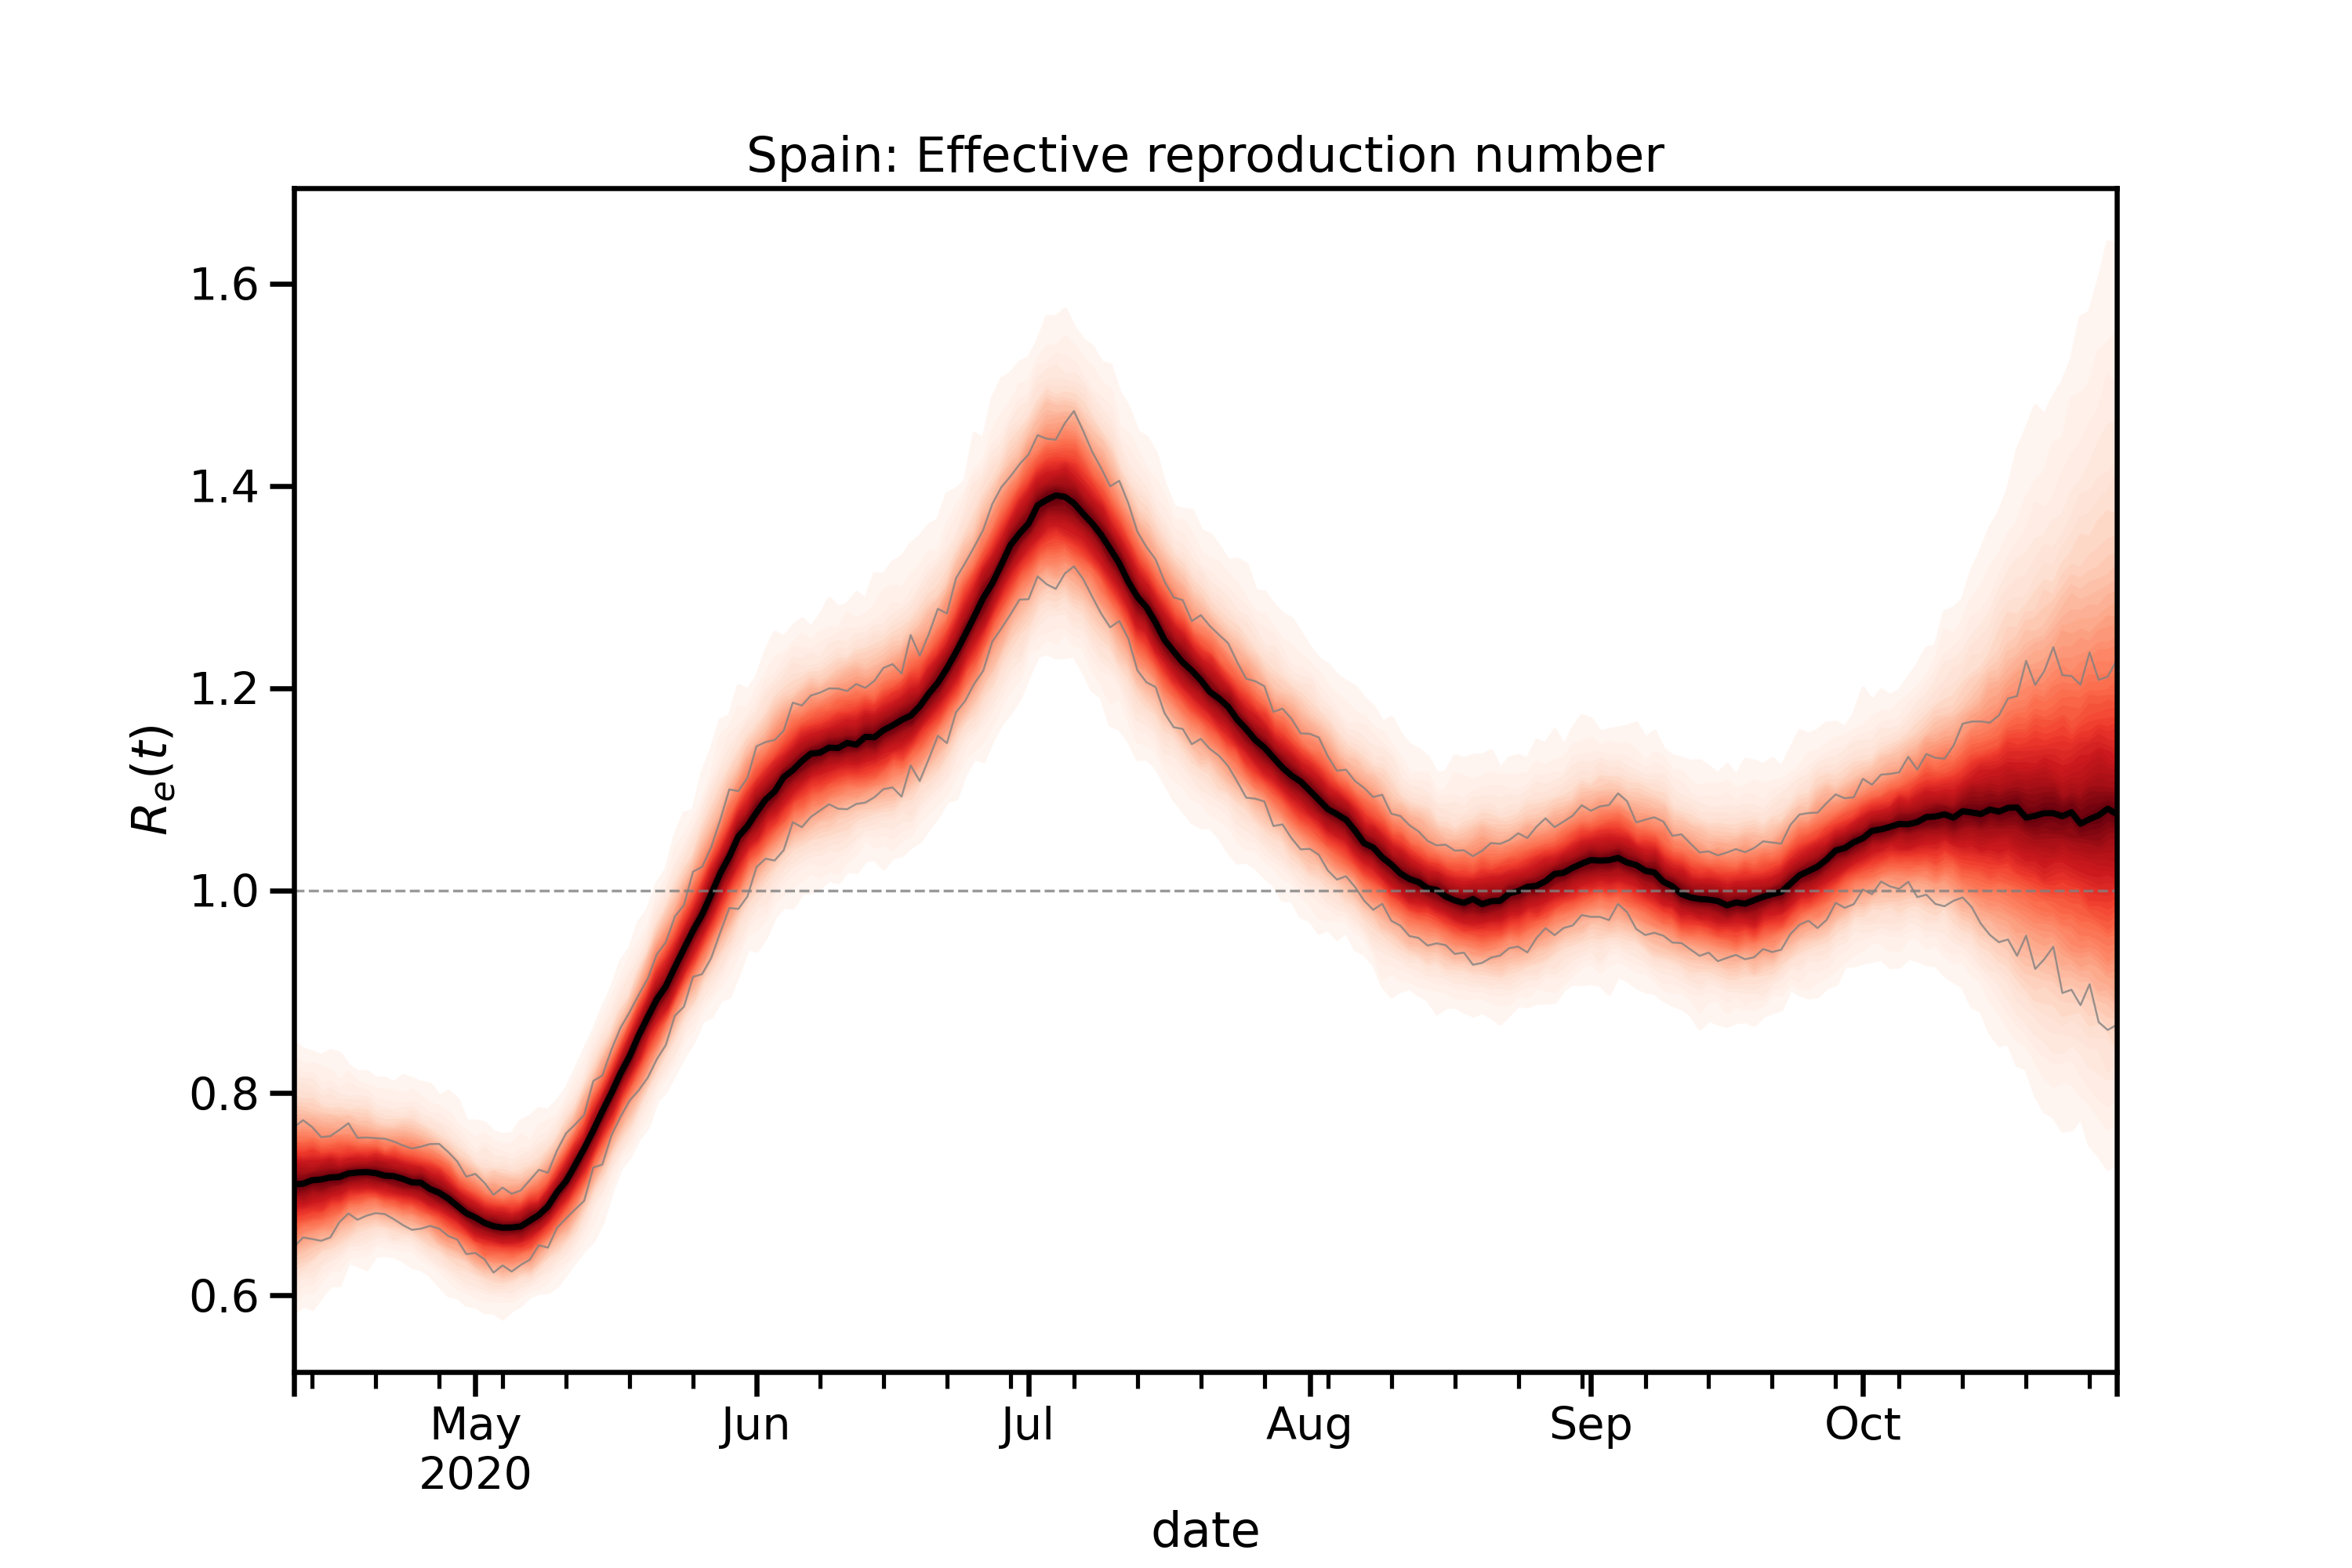 Spain: Effective reproduction number
1.6
1.4
1.2
1.0
0.8
0.6
Rₑ(t)
May Jun Jul Aug Sep Oct
2020
date